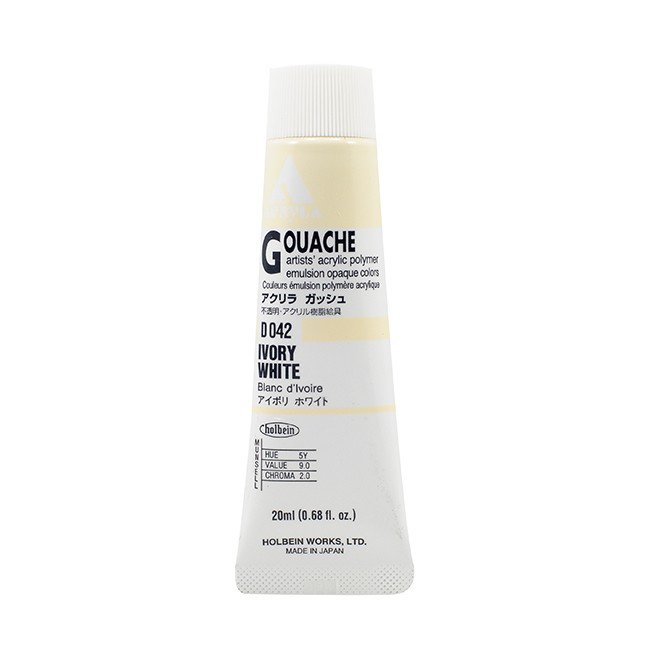 GOUACHE
artists' acrylic polymer
emulsion opaque colors
Couleurs émulsion polymère acrylique
アクリラ ガッシュ
不透明・アクリル樹脂絵具
D 042
IVORY
WHITE
Blanc d'Ivoire
アイボリ ホワイト
holbein
MUNSELL
HUE 5Y
VALUE 9.0
CHROMA 2.0
20ml (0.68 fl. oz.)
HOLBEIN WORKS, LTD.
MADE IN JAPAN